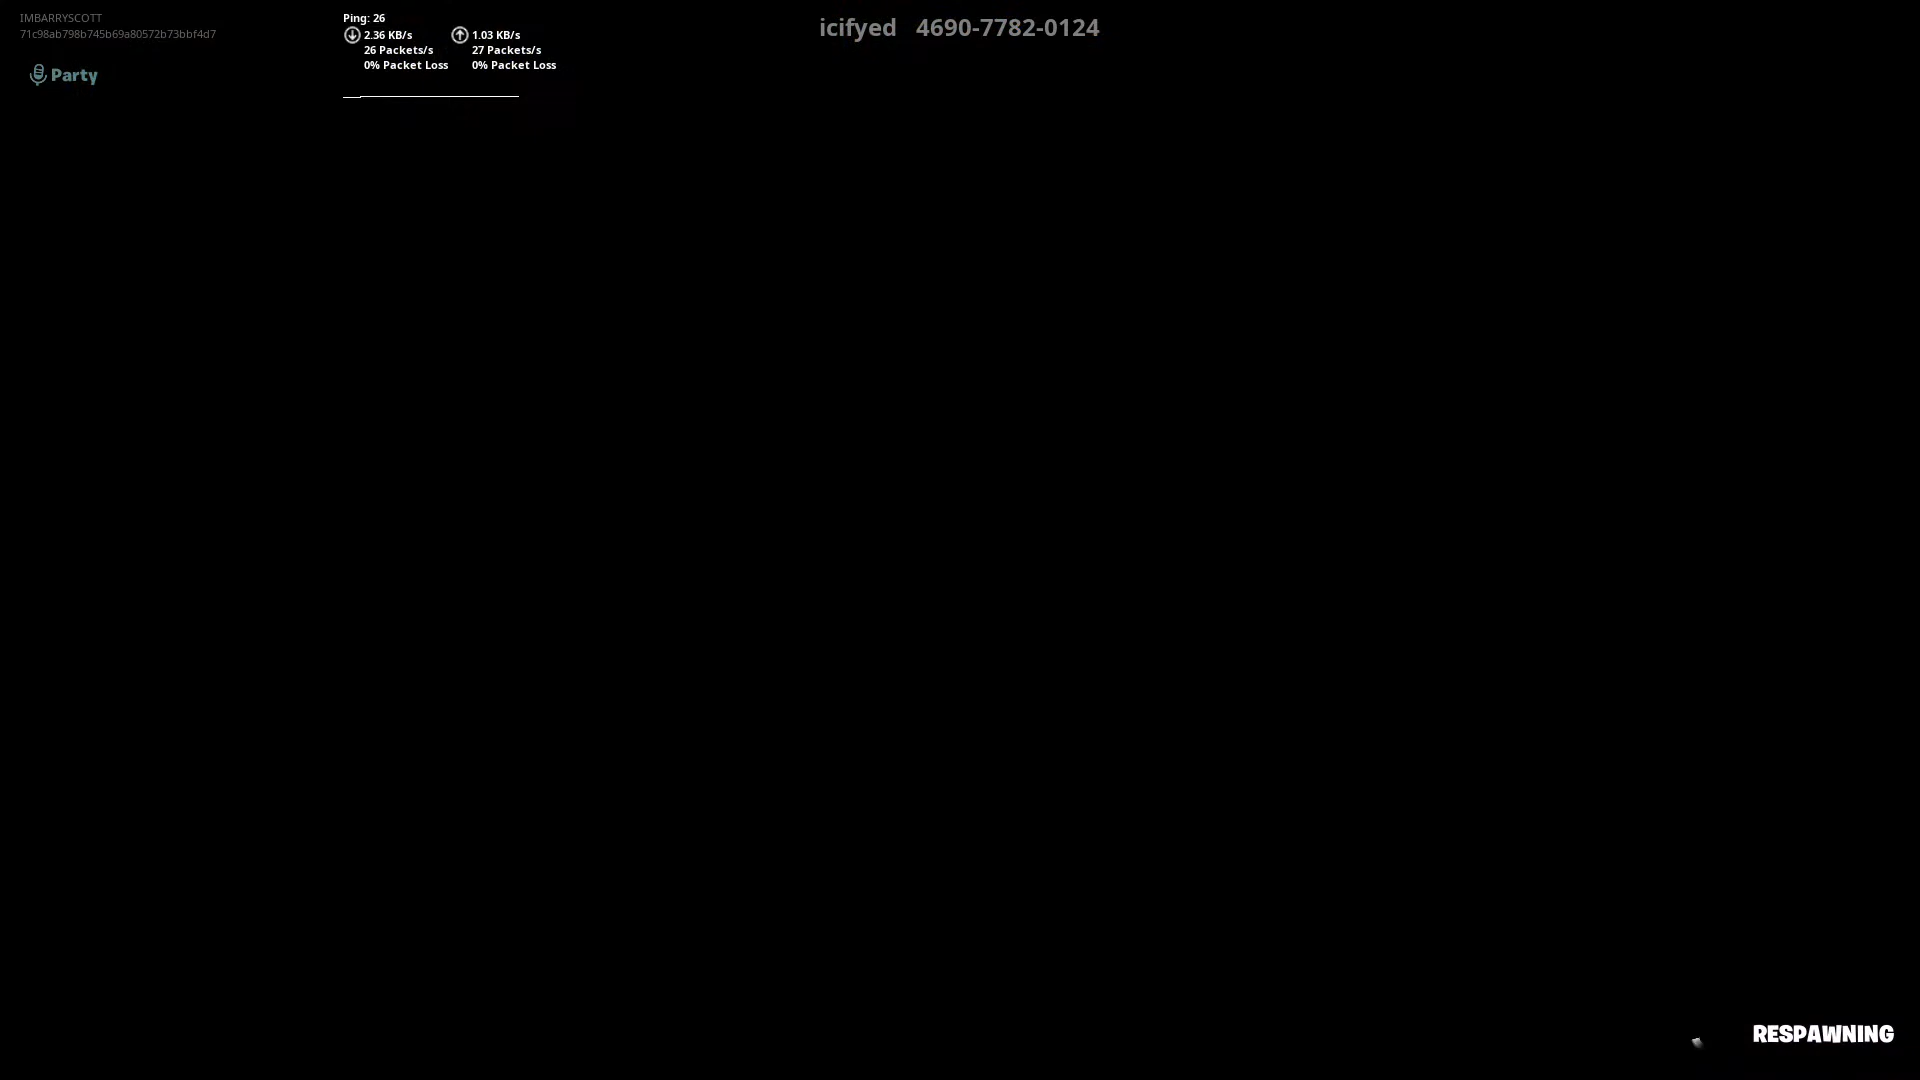 IMBARRYSCOTT
71c98ab798b745b69a80572b73bbf4d7
Party
Ping: 26
2.36 KB/s 1.03 KB/s
26 Packets/s 27 Packets/s
0% Packet Loss 0% Packet Loss
icifyed 4690-7782-0124
RESPAWNING